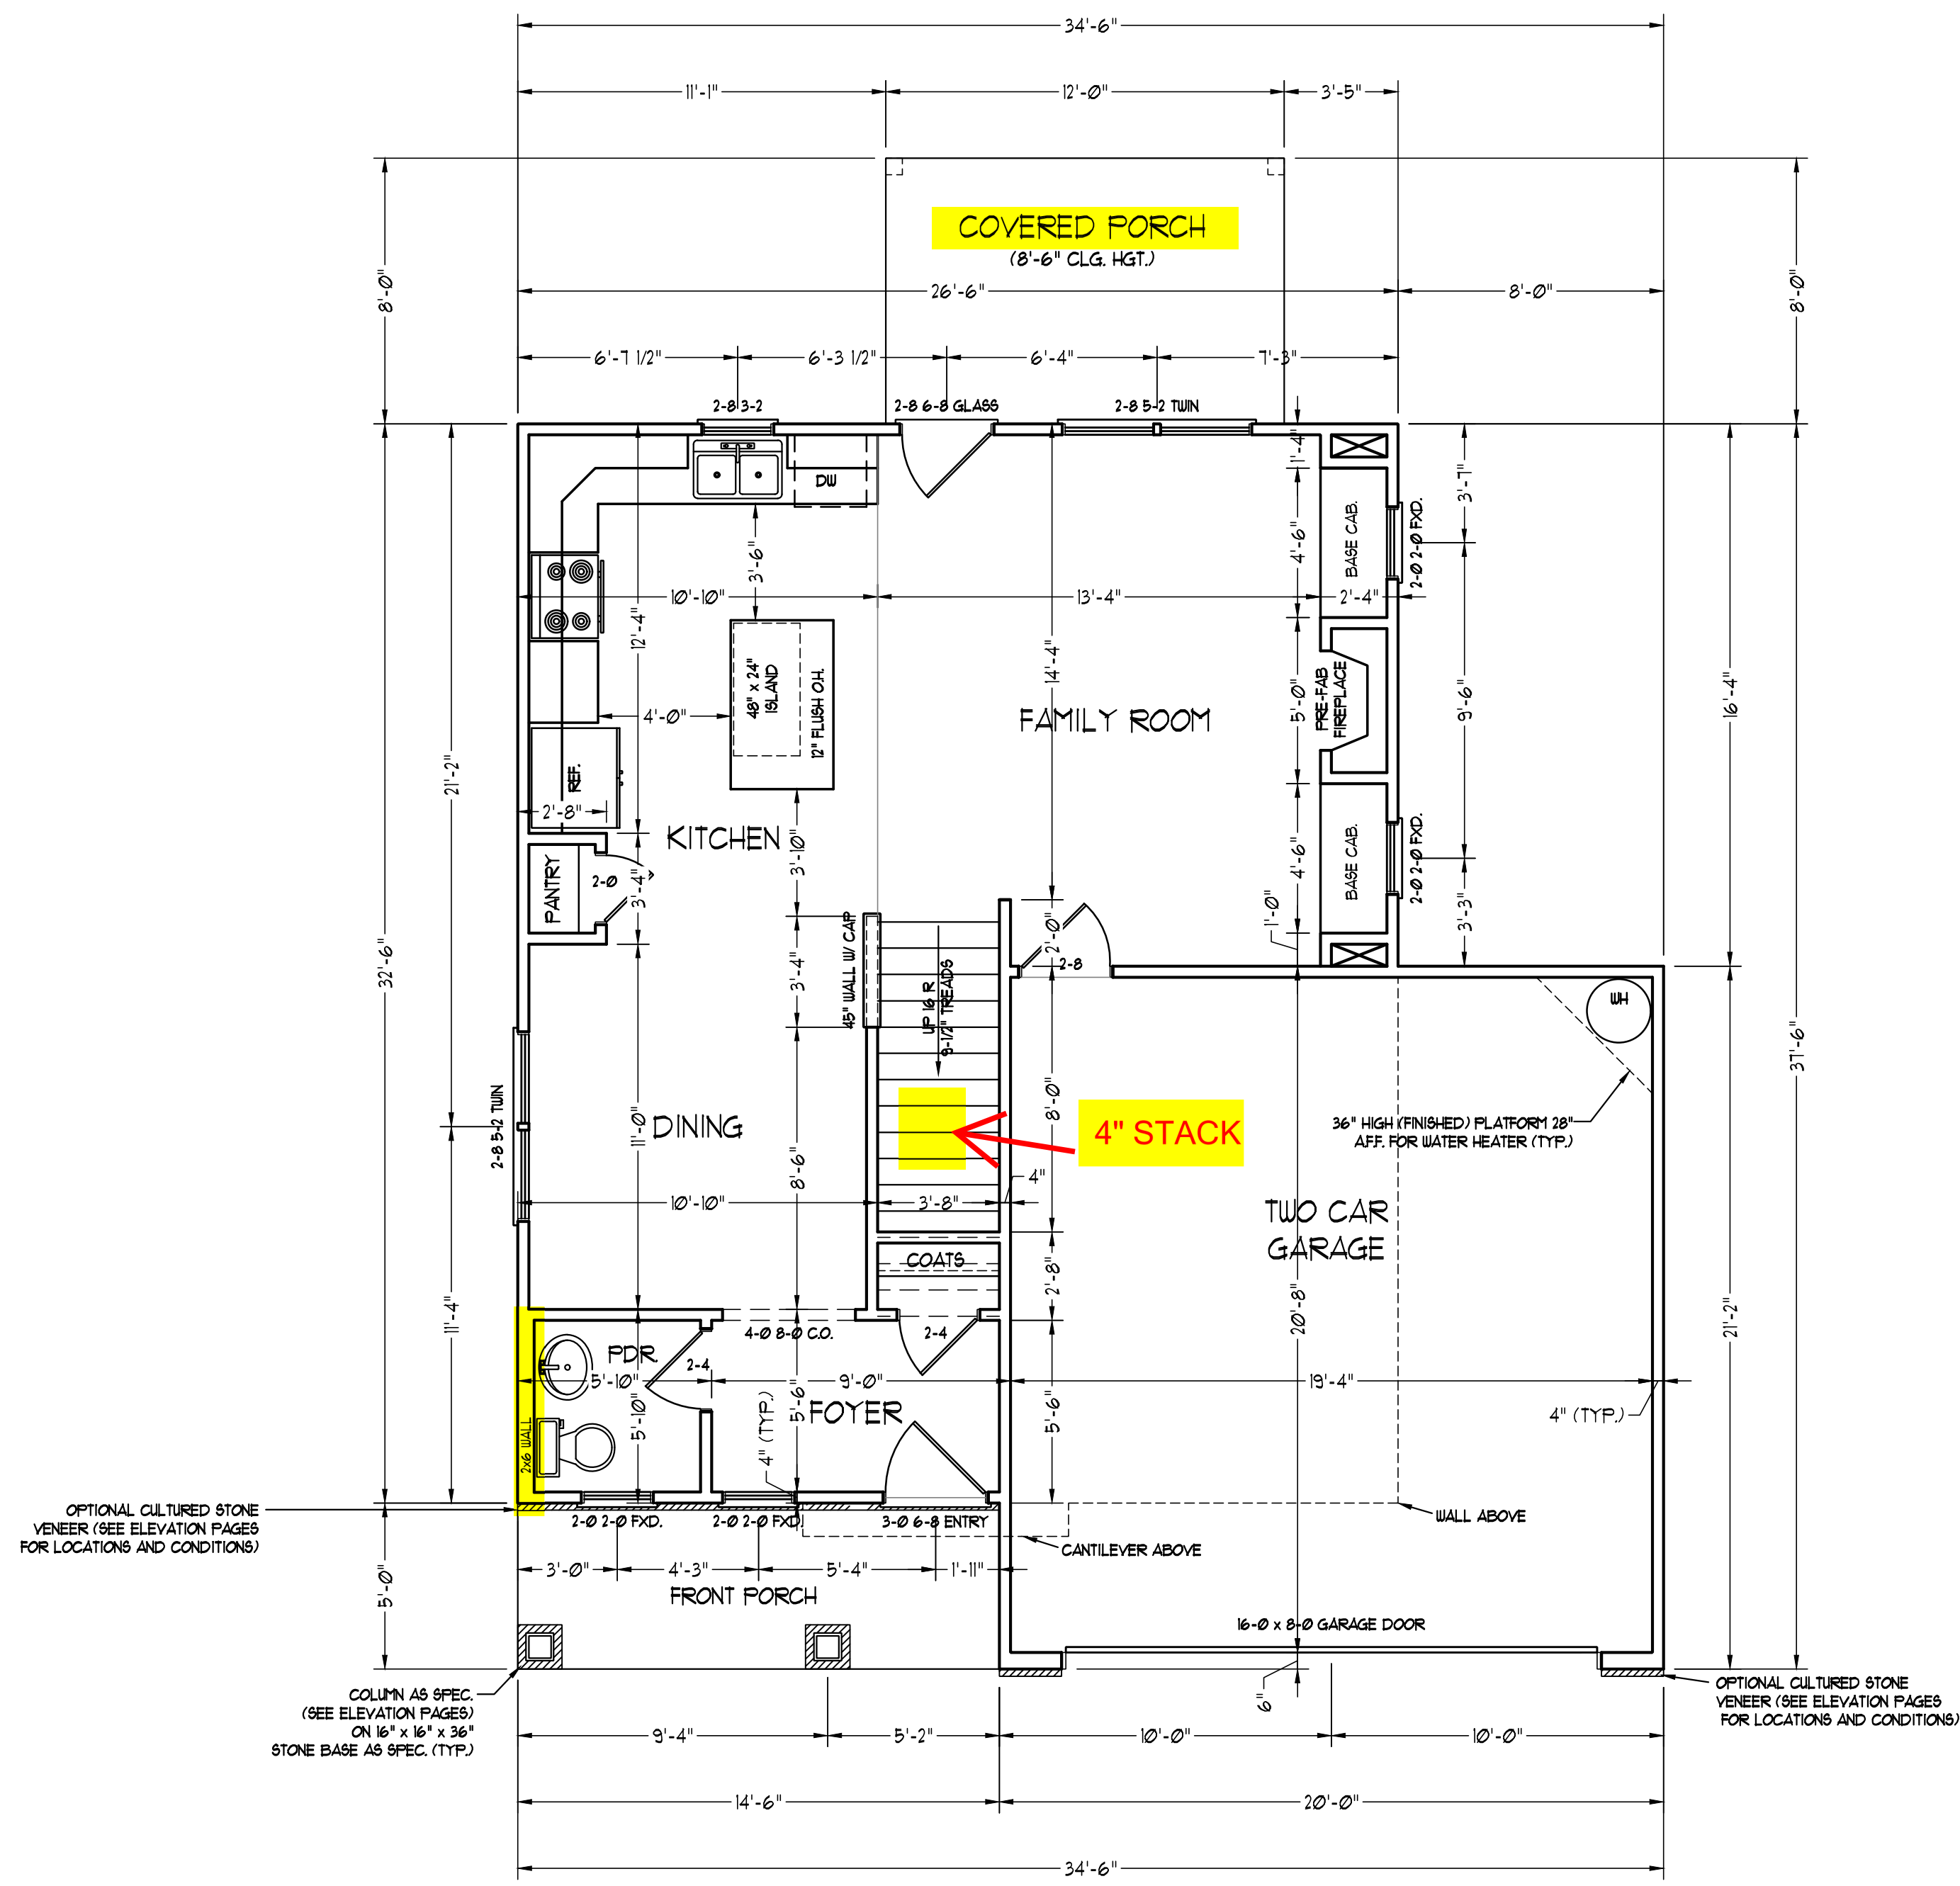 34'-6"
11'-1"
12'-0"
3'-5"
COVERED PORCH
(8'-6" CLG. HGT.)
8'-0"
26'-6"
8'-0"
8'-0"
6'-7 1/2"
6'-3 1/2"
6'-4"
7'-3"
2-8 3-2
2-8 6-8 GLASS
2-8 5-2 TWIN
1'-4"
DW
3'-7"
2-0 2-0 FXD.
BASE CAB.
4'-6"
3'-6"
10'-10"
13'-4"
2'-4"
12'-4"
14'-4"
48" x 24"
ISLAND
12" FLUSH O.H.
4'-0"
FAMILY ROOM
5'-0"
PRE-FAB
FIREPLACE
9'-6"
16'-4"
21'-2"
REF.
2'-8"
KITCHEN
3'-10"
4'-6"
BASE CAB.
2-0 2-0 FXD.
PANTRY
2-0
3'-4"
1'-0"
3'-3"
2'-0"
32'-6"
45" WALL W/ CAP
3'-4"
UP 16 R
9-1/2" TREADS
2-8
WH
37'-6"
2-8 5-2 TWIN
DINING
11'-0"
8'-6"
8'-0"
4" STACK
36" HIGH (FINISHED) PLATFORM 28"
A.F.F. FOR WATER HEATER (TYP.)
4"
10'-10"
3'-8"
TWO CAR
GARAGE
COATS
2'-8"
11'-4"
20'-8"
21'-2"
4-0 8-0 C.O.
2-4
PDR.
2-4
5'-10"
9'-0"
19'-4"
4" (TYP.)
5'-10"
4" (TYP.)
5'-6"
FOYER
5'-6"
2x6 WALL
OPTIONAL CULTURED STONE
VENEER (SEE ELEVATION PAGES
FOR LOCATIONS AND CONDITIONS)
2-0 2-0 FXD.
2-0 2-0 FXD.
3-0 6-8 ENTRY
WALL ABOVE
CANTILEVER ABOVE
3'-0"
4'-3"
5'-4"
1'-11"
5'-0"
FRONT PORCH
16-0 x 8-0 GARAGE DOOR
6"
COLUMN AS SPEC.
(SEE ELEVATION PAGES)
ON 16" x 16" x 36"
STONE BASE AS SPEC. (TYP.)
OPTIONAL CULTURED STONE
VENEER (SEE ELEVATION PAGES
FOR LOCATIONS AND CONDITIONS)
9'-4"
5'-2"
10'-0"
10'-0"
14'-6"
20'-0"
34'-6"